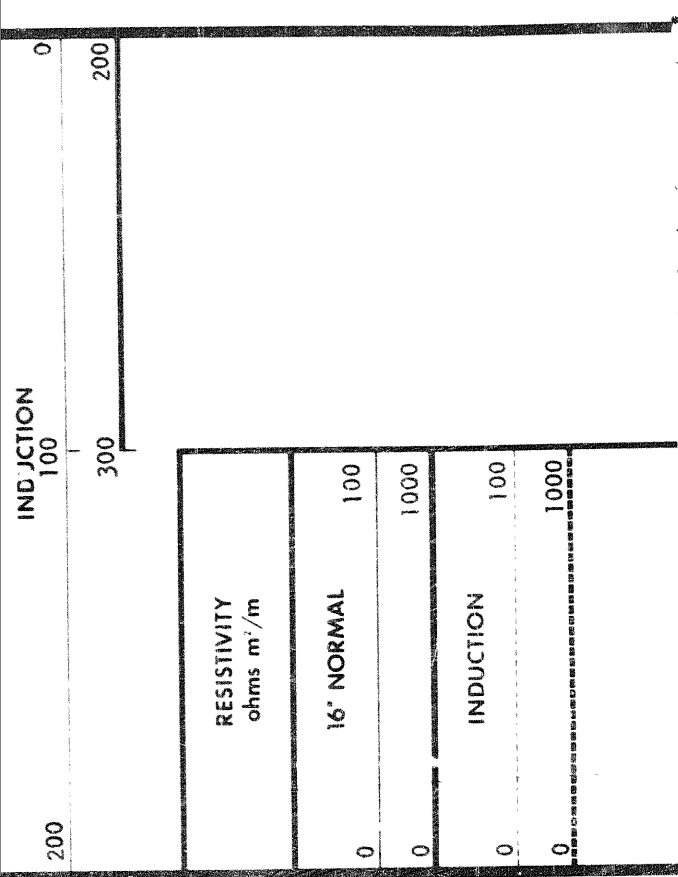 INDUCTION
200 100 0
300 200
RESISTIVITY
ohms m²/m
16" NORMAL
0 100
0 1000
INDUCTION
0 100
0 1000